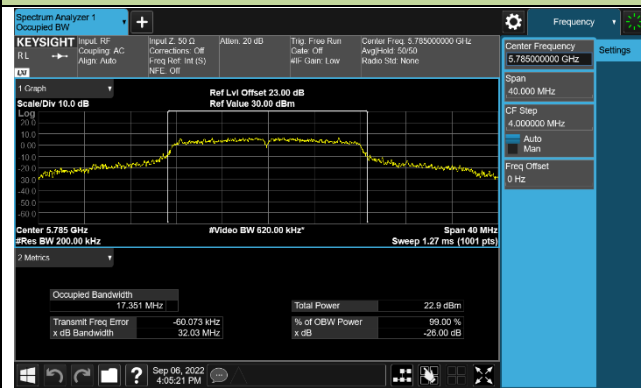 Spectrum Analyzer 1
Occupied BW
Frequency
KEYSIGHT
RL
LXI
Input: RF
Coupling: AC
Align: Auto
Input Z: 50 Ω
Corrections: Off
Freq Ref: Int (S)
NFE: Off
Atten: 20 dB
Trig: Free Run
Gate: Off
#IF Gain: Low
Center Freq: 5.785000000 GHz
Avg|Hold: 50/50
Radio Std: None
Center Frequency
5.785000000 GHz
Settings
Span
40.000 MHz
CF Step
4.000000 MHz
Auto
Man
Freq Offset
0 Hz
1 Graph
Scale/Div 10.0 dB
Ref Lvl Offset 23.00 dB
Ref Value 30.00 dBm
Log
20.0
10.0
0.00
-10.0
-20.0
-30.0
-40.0
-50.0
-60.0
Center 5.785 GHz
#Video BW 620.00 kHz*
Span 40 MHz
#Res BW 200.00 kHz
Sweep 1.27 ms (1001 pts)
2 Metrics
Occupied Bandwidth
17.351 MHz
Total Power 22.9 dBm
Transmit Freq Error -60.073 kHz
% of OBW Power 99.00 %
x dB Bandwidth 32.03 MHz
x dB -26.00 dB
?
Sep 06, 2022
4:05:21 PM